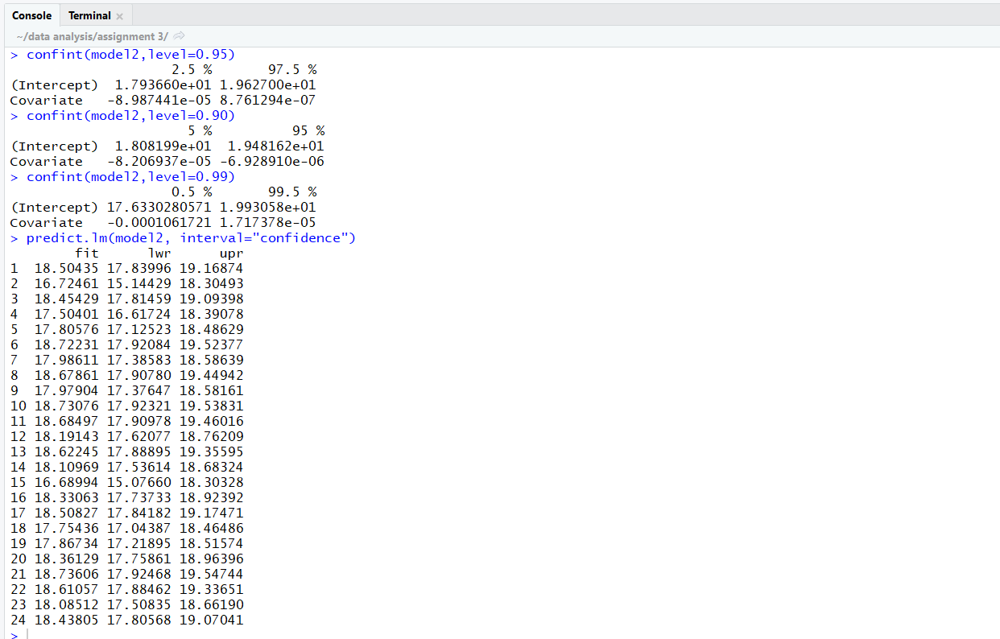 Console Terminal ×
~/data analysis/assignment 3/
> confint(model2,level=0.95)
2.5 % 97.5 %
(Intercept) 1.793660e+01 1.962700e+01
Covariate -8.987441e-05 8.761294e-07
> confint(model2,level=0.90)
5 % 95 %
(Intercept) 1.808199e+01 1.948162e+01
Covariate -8.206937e-05 -6.928910e-06
> confint(model2,level=0.99)
0.5 % 99.5 %
(Intercept) 17.6330280571 1.993058e+01
Covariate -0.0001061721 1.717378e-05
> predict.lm(model2, interval="confidence")
fit lwr upr
1 18.50435 17.83996 19.16874
2 16.72461 15.14429 18.30493
3 18.45429 17.81459 19.09398
4 17.50401 16.61724 18.39078
5 17.80576 17.12523 18.48629
6 18.72231 17.92084 19.52377
7 17.98611 17.38583 18.58639
8 18.67861 17.90780 19.44942
9 17.97904 17.37647 18.58161
10 18.73076 17.92321 19.53831
11 18.68497 17.90978 19.46016
12 18.19143 17.62077 18.76209
13 18.62245 17.88895 19.35595
14 18.10969 17.53614 18.68324
15 16.68994 15.07660 18.30328
16 18.33063 17.73733 18.92392
17 18.50827 17.84182 19.17471
18 17.75436 17.04387 18.46486
19 17.86734 17.21895 18.51574
20 18.36129 17.75861 18.96396
21 18.73606 17.92468 19.54744
22 18.61057 17.88462 19.33651
23 18.08512 17.50835 18.66190
24 18.43805 17.80568 19.07041
>